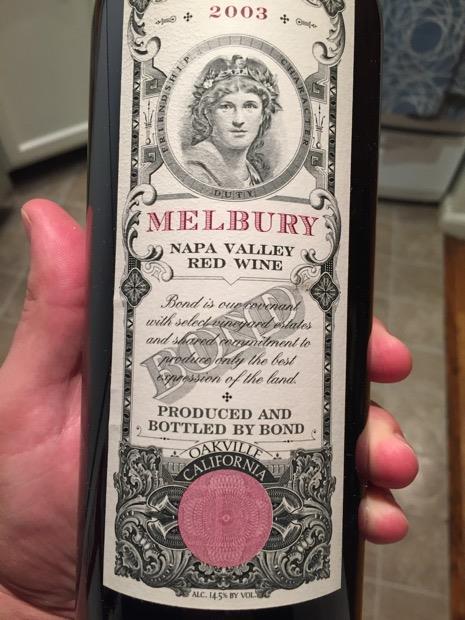 2003
FRIENDSHIP
CHARACTER
DUTY
MELBURY
NAPA VALLEY
RED WINE
BOND
Bond is our covenant
with select vineyard estates
and shared commitment to
produce only the best
expression of the land.
PRODUCED AND
BOTTLED BY BOND
OAKVILLE
CALIFORNIA
ALC. 14.5% BY VOL.